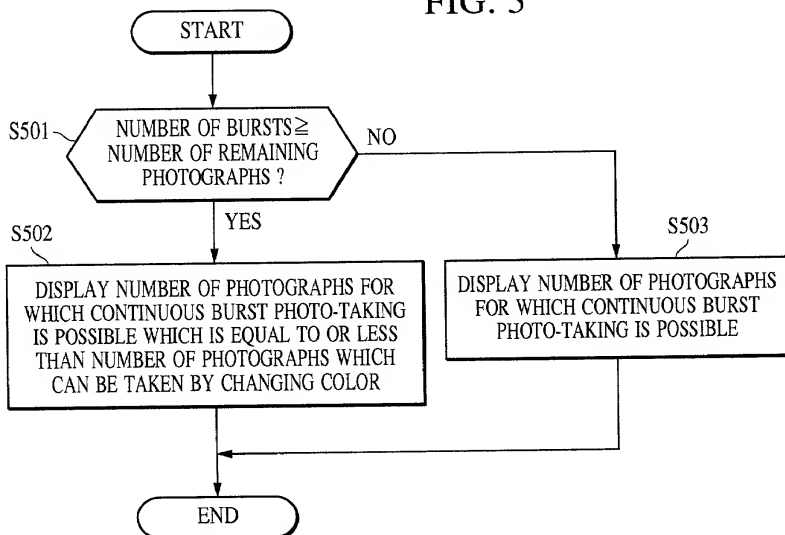 FIG. 5
START
S501
NUMBER OF BURSTS≧
NUMBER OF REMAINING
PHOTOGRAPHS ?
NO
YES
S502
DISPLAY NUMBER OF PHOTOGRAPHS FOR
WHICH CONTINUOUS BURST PHOTO-TAKING
IS POSSIBLE WHICH IS EQUAL TO OR LESS
THAN NUMBER OF PHOTOGRAPHS WHICH
CAN BE TAKEN BY CHANGING COLOR
S503
DISPLAY NUMBER OF PHOTOGRAPHS
FOR WHICH CONTINUOUS BURST
PHOTO-TAKING IS POSSIBLE
END